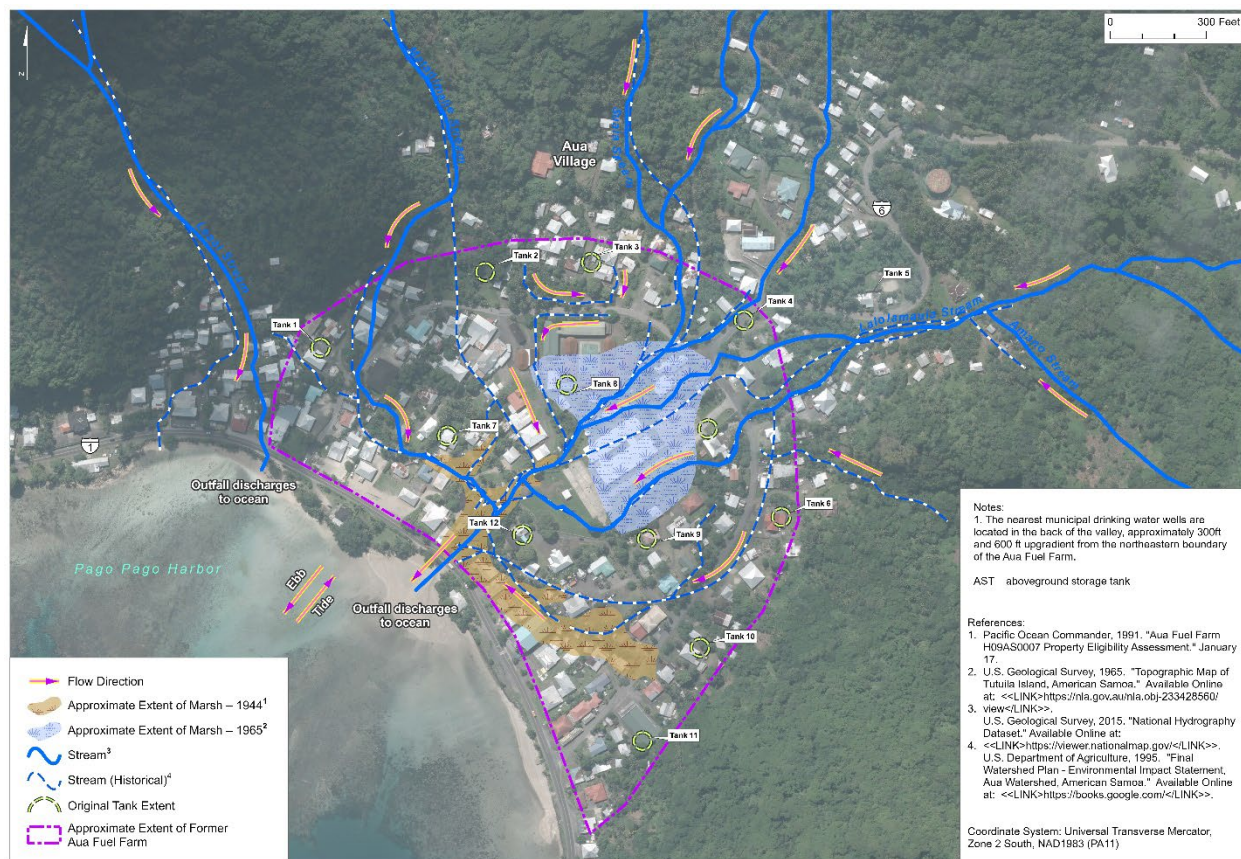 0 300 Feet
N
Aua
Village
6
Tank 3
Tank 2
Tank 5
Tank 4
Lalolamauta Stream
Tank 1
Tank 6
Tank 7
1
Outfall discharges
to ocean
Tank 6
Tank 12
Tank 9
Pago Pago Harbor
Ebb
Tide
Outfall discharges
to ocean
Tank 10
Tank 11
Flow Direction
Approximate Extent of Marsh – 1944¹
Approximate Extent of Marsh – 1965²
Stream³
Stream (Historical)⁴
Original Tank Extent
Approximate Extent of Former
Aua Fuel Farm
Notes:
1. The nearest municipal drinking water wells are
located in the back of the valley, approximately 300ft
and 600 ft upgradient from the northeastern boundary
of the Aua Fuel Farm.
AST aboveground storage tank
References:
1. Pacific Ocean Commander, 1991. "Aua Fuel Farm
H09AS0007 Property Eligibility Assessment." January
17.
2. U.S. Geological Survey, 1965. "Topographic Map of
Tutuila Island, American Samoa." Available Online
at: <<LINK>https://nla.gov.au/nla.obj-233428560/
3. view</LINK>>.
U.S. Geological Survey, 2015. "National Hydrography
Dataset." Available Online at:
4. <<LINK>https://viewer.nationalmap.gov/</LINK>>.
U.S. Department of Agriculture, 1995. "Final
Watershed Plan - Environmental Impact Statement,
Aua Watershed, American Samoa." Available Online
at: <<LINK>https://books.google.com/</LINK>>.
Coordinate System: Universal Transverse Mercator,
Zone 2 South, NAD1983 (PA11)